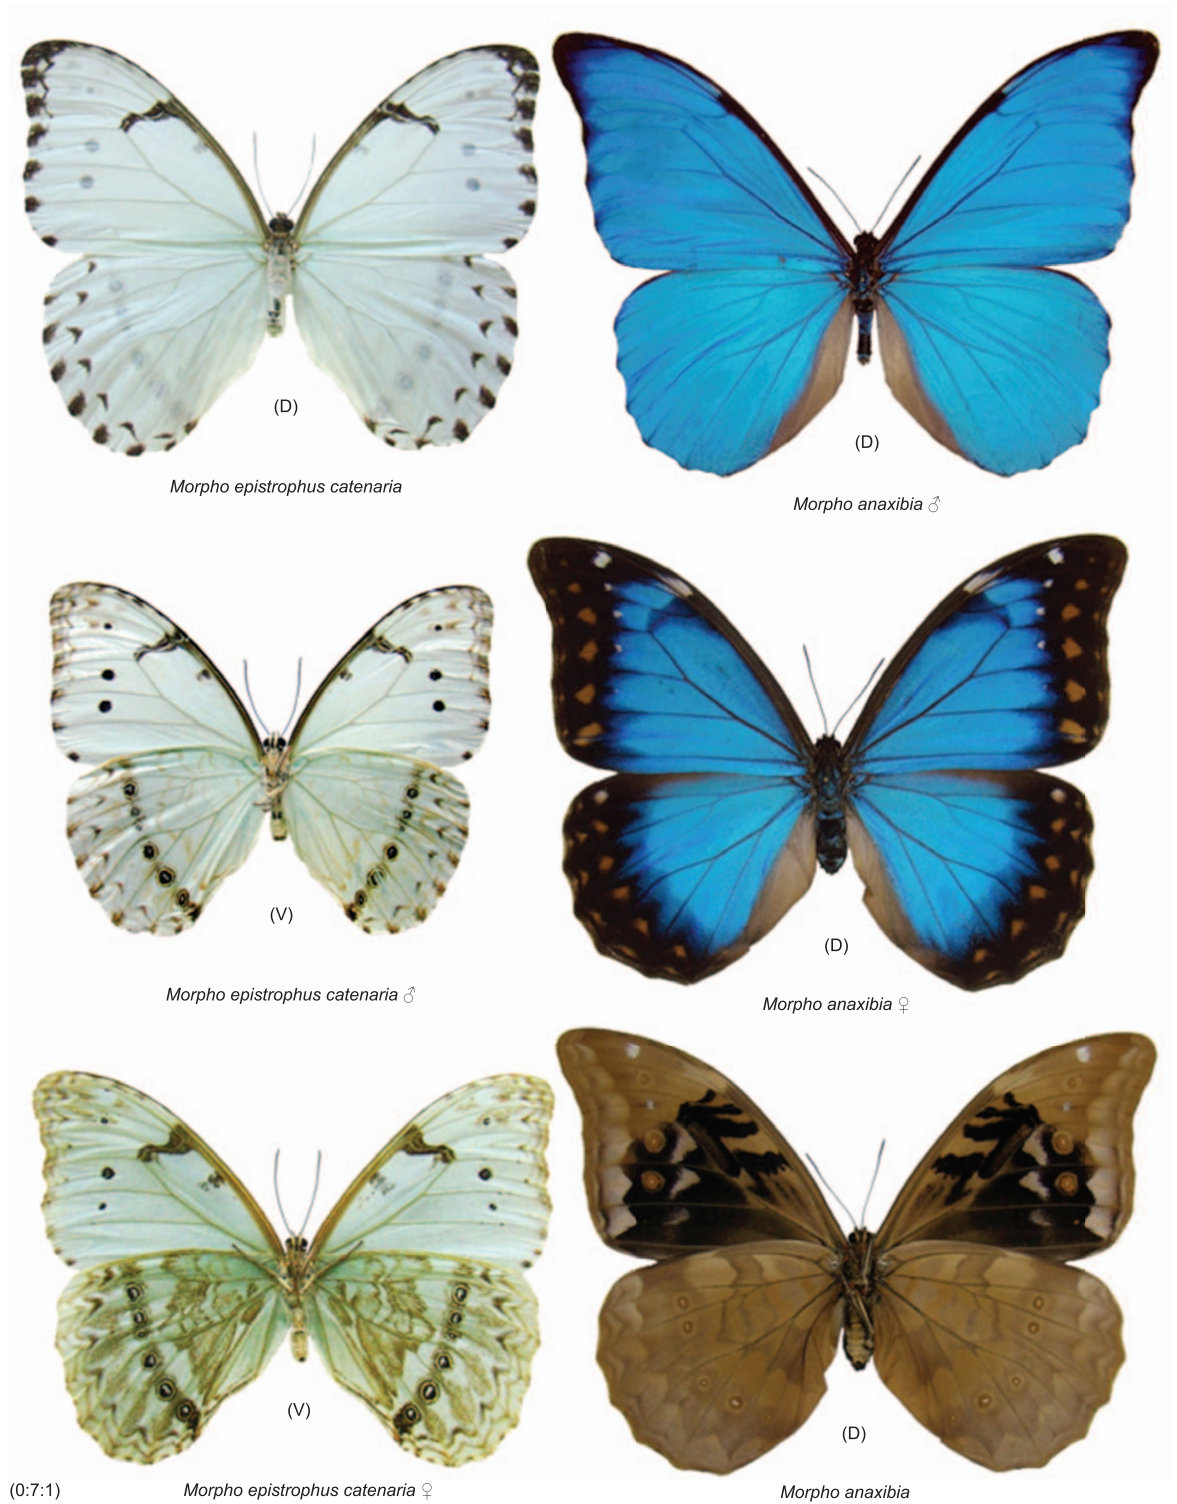 (D)
Morpho epistrophus catenaria
(D)
Morpho anaxibia ♂
(V)
Morpho epistrophus catenaria ♂
(D)
Morpho anaxibia ♀
(V)
(0:7:1)
Morpho epistrophus catenaria ♀
(D)
Morpho anaxibia